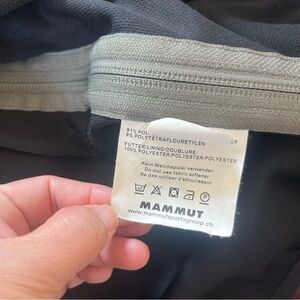 91% POL
9% POLYTETRAFLOURETYLEN
FUTTER/LINING/DOUBLURE
100% POLYESTER/POLYESTER/POLYESTER
Kein Weichspüler verwenden
Do not use fabric softener
Ne pas utiliser d'assouplissant
MAMMUT
www.mammutsportsgroup.ch